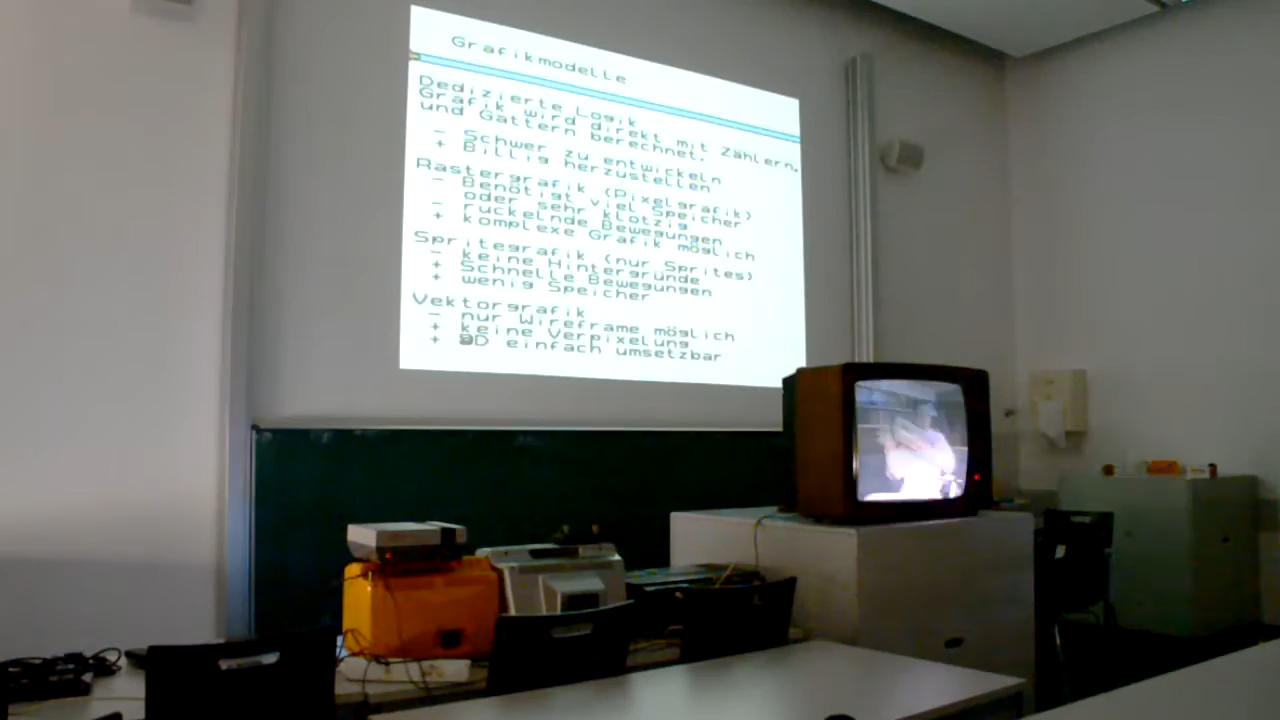 Grafikmodelle
Dedizierte Logik
Grafik wird direkt mit Zählern,
und Gattern berechnet.
- Schwer zu entwickeln
+ Billig herzustellen
Rastergrafik (Pixelgrafik)
- Benötigt viel Speicher
oder sehr klotzig
- ruckelnde Bewegungen
+ komplexe Grafik möglich
Spritegrafik (nur Sprites)
- keine Hintergründe
+ Schnelle Bewegungen
+ wenig Speicher
Vektorgrafik
- nur Wireframe möglich
+ keine Verpixelung
+ 3D einfach umsetzbar